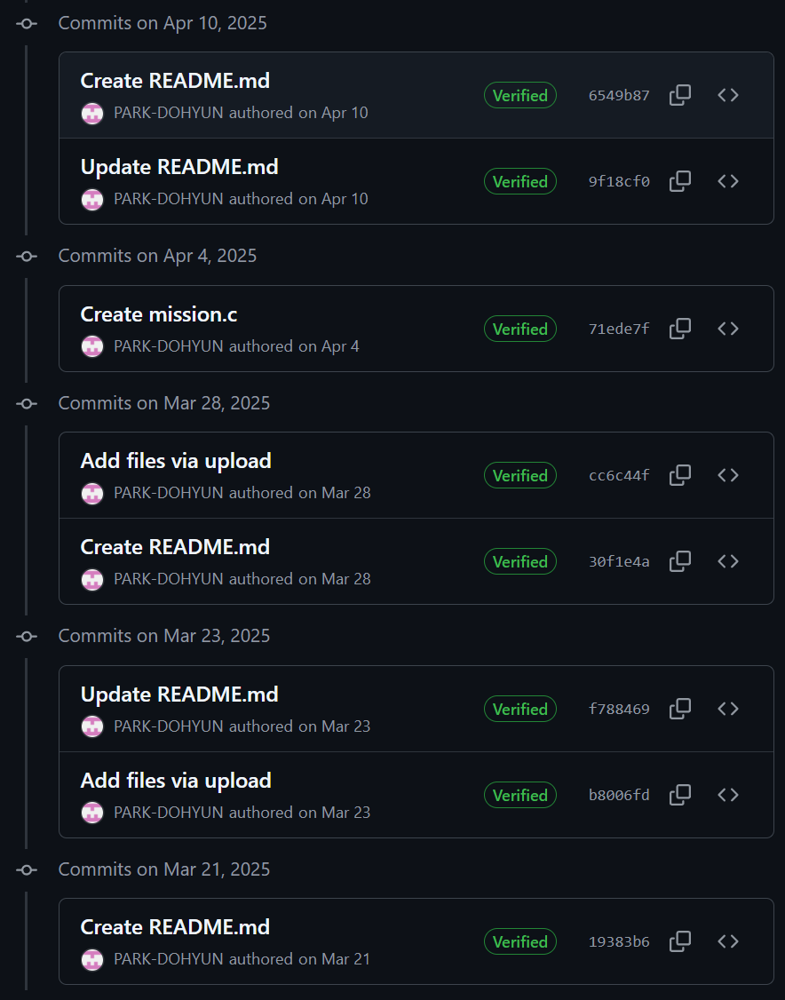 Commits on Apr 10, 2025
Create README.md
PARK-DOHYUN authored on Apr 10
Verified
6549b87
Update README.md
PARK-DOHYUN authored on Apr 10
Verified
9f18cf0
Commits on Apr 4, 2025
Create mission.c
PARK-DOHYUN authored on Apr 4
Verified
71ede7f
Commits on Mar 28, 2025
Add files via upload
PARK-DOHYUN authored on Mar 28
Verified
cc6c44f
Create README.md
PARK-DOHYUN authored on Mar 28
Verified
30f1e4a
Commits on Mar 23, 2025
Update README.md
PARK-DOHYUN authored on Mar 23
Verified
f788469
Add files via upload
PARK-DOHYUN authored on Mar 23
Verified
b8006fd
Commits on Mar 21, 2025
Create README.md
PARK-DOHYUN authored on Mar 21
Verified
19383b6